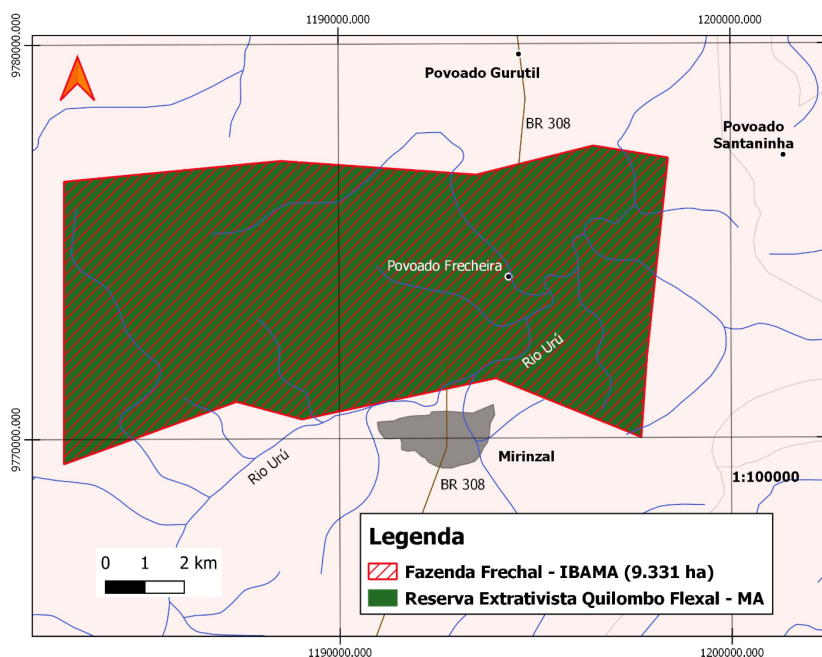 1190000.000
1200000.000
9780000.000
Povoado Gurutil
BR 308
Povoado
Santaninha
Povoado Frecheira
Rio Urú
9770000.000
Rio Urú
Mirinzal
BR 308
1:100000
0 1 2 km
Legenda
Fazenda Frechal - IBAMA (9.331 ha)
Reserva Extrativista Quilombo Flexal - MA
1190000.000
1200000.000